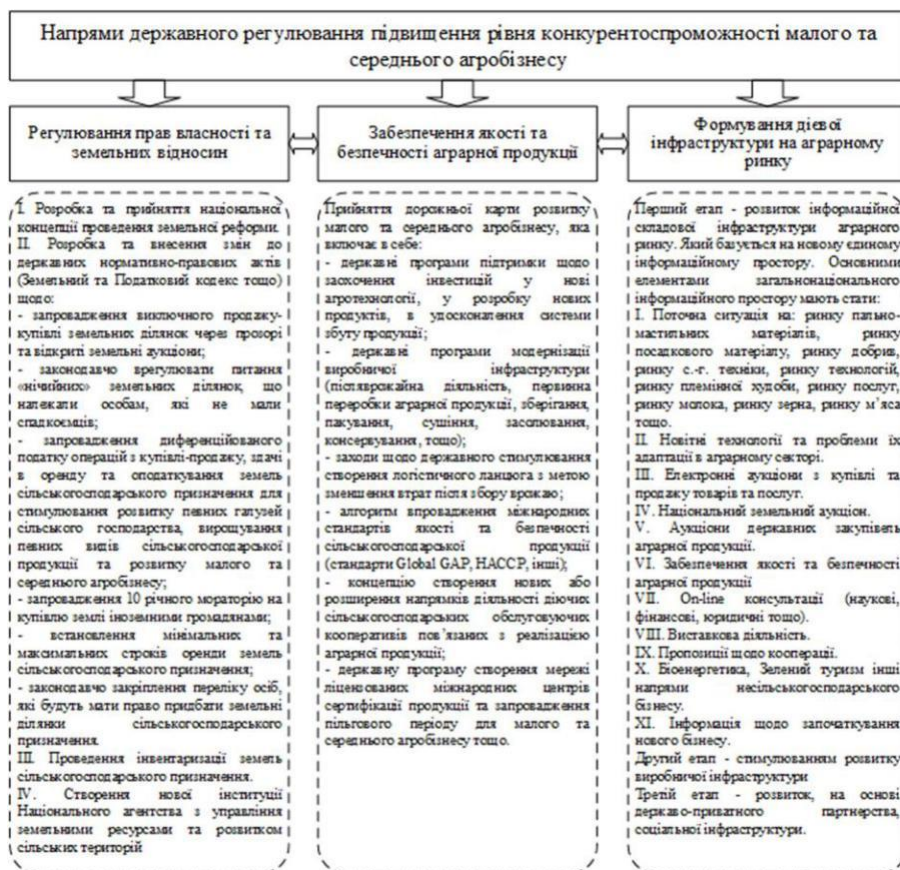 Напрями державного регулювання підвищення рівня конкурентоспроможності малого та
середнього агробізнесу
Регулювання прав власності та
земельних відносин
Забезпечення якості та
безпечності аграрної продукції
Формування дієвої
інфраструктури на аграрному
ринку
I. Розробка та прийняття національної
концепції проведення земельної реформи.
II. Розробка та внесення змін до
державних нормативно-правових актів
(Земельний та Податковий кодекс тощо)
щодо:
- запровадження виключного продажу-
купівлі земельних ділянок через прозорі
та відкриті земельні аукціони;
- законодавчо врегулювати питання
«нічийних» земельних ділянок, що
належали особам, які не мали
спадкоємців;
- запровадження диференційованого
податку операцій з купівлі-продажу, здачі
в оренду та оподаткування земель
сільськогосподарського призначення для
стимулювання розвитку певних галузей
сільського господарства, вирощування
певних видів сільськогосподарської
продукції та розвитку малого та
середнього агробізнесу;
- запровадження 10 річного мораторію на
купівлю землі іноземними громадянами;
- встановлення мінімальних та
максимальних строків оренди земель
сільськогосподарського призначення;
- законодавчо закріплення переліку осіб,
які будуть мати право придбати земельні
ділянки сільськогосподарського
призначення.
III. Проведення інвентаризації земель
сільськогосподарського призначення.
IV. Створення нової інституції
Національного агентства з управління
земельними ресурсами та розвитком
сільських територій
Прийняття дорожньої карти розвитку
малого та середнього агробізнесу, яка
включає в себе:
- державні програми підтримки щодо
заохочення інвестицій у нові
агротехнології, у розробку нових
продуктів, в удосконалення системи
збуту продукції;
- державні програми модернізації
виробничої інфраструктури
(післяврожайна діяльність, первинна
переробки аграрної продукції, зберігання,
пакування, сушіння, засолювання,
консервування, тощо);
- заходи щодо державного стимулювання
створення логістичного ланцюга з метою
зменшення втрат після збору врожаю;
- алгоритм впровадження міжнародних
стандартів якості та безпечності
сільськогосподарської продукції
(стандарти Global GAP, HACCP, інші);
- концепцію створення нових або
розширення напрямків діяльності діючих
сільськогосподарських обслуговуючих
кооперативів пов'язаних з реалізацією
аграрної продукції;
- державну програму створення мережі
ліцензованих міжнародних центрів
сертифікації продукції та запровадження
пільгового періоду для малого та
середнього агробізнесу тощо.
Перший етап - розвиток інформаційної
складової інфраструктури аграрного
ринку. Який базується на новому єдиному
інформаційному простору. Основними
елементами загальнонаціонального
інформаційного простору мають стати:
I. Поточна ситуація на: ринку пально-
мастильних матеріалів, ринку
посадкового матеріалу, ринку добрив,
ринку с.-г. техніки, ринку технологій,
ринку племінної худоби, ринку послуг,
ринку молока, ринку зерна, ринку м'яса
тощо.
II. Новітні технології та проблеми їх
адаптації в аграрному секторі.
III. Електронні аукціони з купівлі та
продажу товарів та послуг.
IV. Національний земельний аукціон.
V. Аукціони державних закупівель
аграрної продукції.
VI. Забезпечення якості та безпечності
аграрної продукції
VII. On-line консультації (наукові,
фінансові, юридичні тощо).
VIII. Виставкова діяльність.
IX. Пропозиції щодо кооперації.
X. Біоенергетика, Зелений туризм інші
напрями несільськогосподарського
бізнесу.
XI. Інформація щодо започаткування
нового бізнесу.
Другий етап - стимулюванням розвитку
виробничої інфраструктури
Третій етап - розвиток, на основі
державо-приватного партнерства,
соціальної інфраструктури.